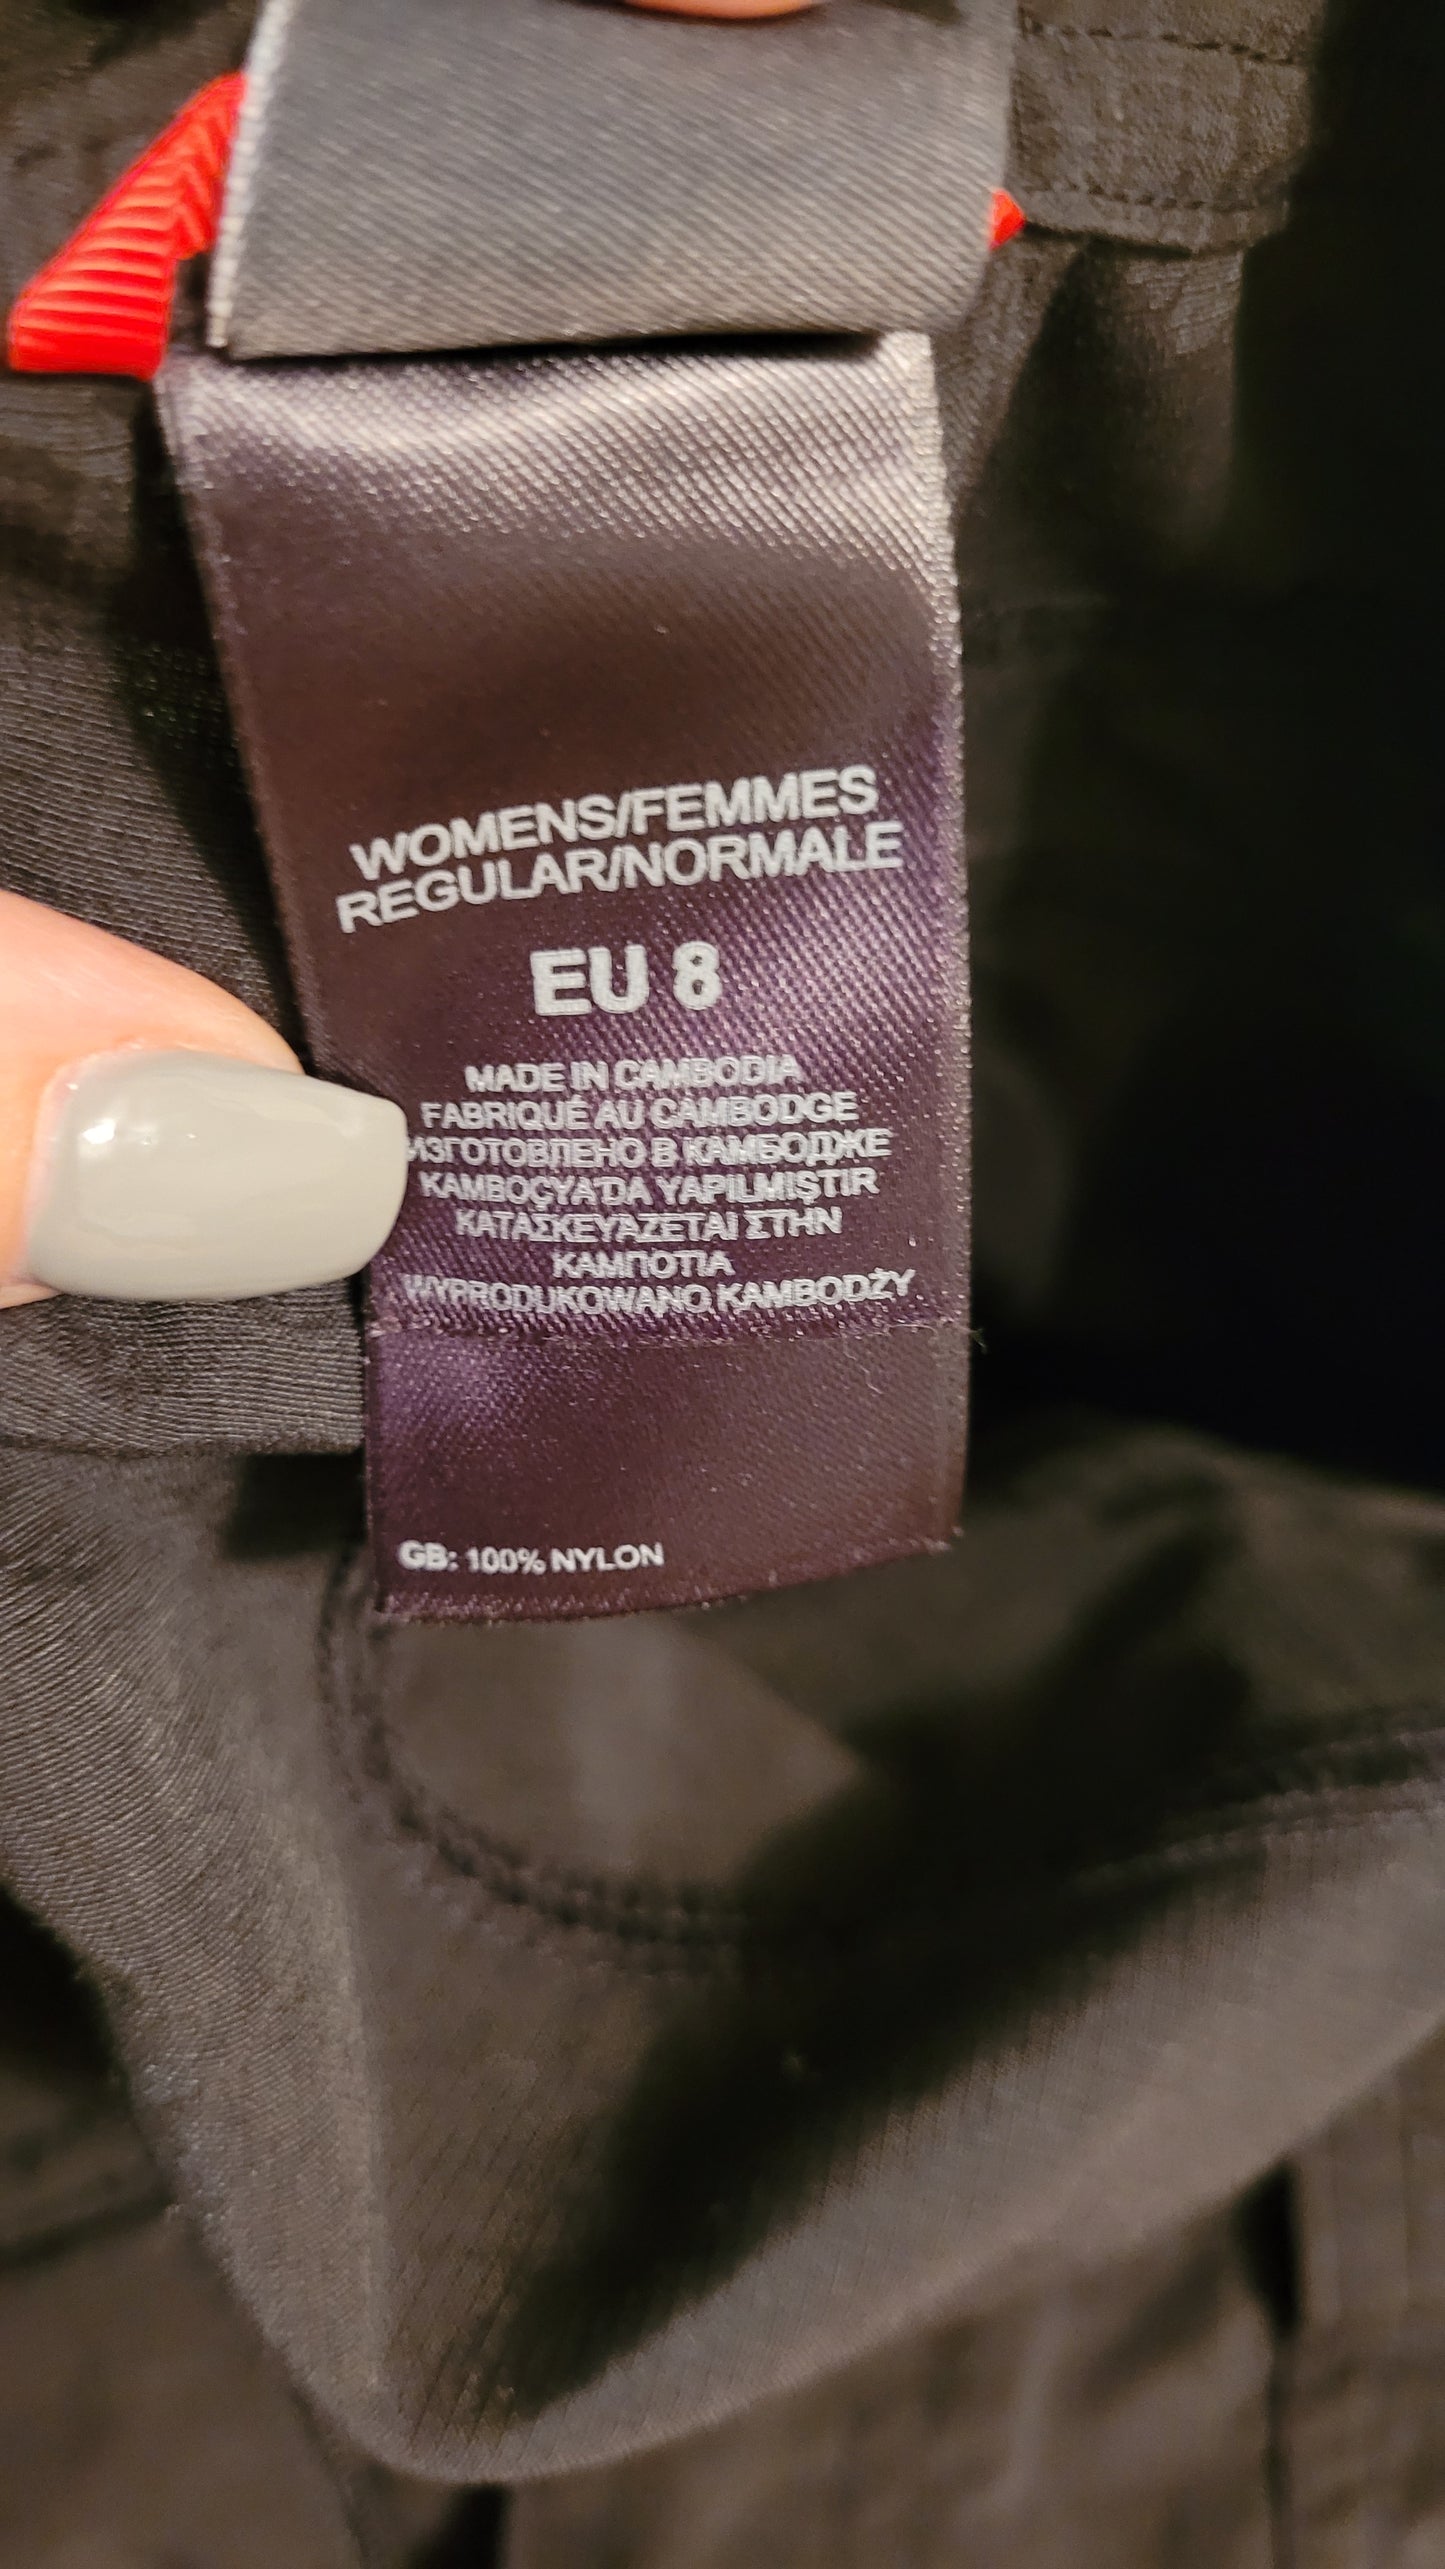 WOMENS/FEMMES
REGULAR/NORMALE
EU 8
MADE IN CAMBODIA
FABRIQUÉ AU CAMBODGE
ИЗГОТОВЛЕНО В КАМБОДЖЕ
KAMBOÇYA'DA YAPILMIŞTIR
ΚΑΤΑΣΚΕΥΑΖΕΤΑΙ ΣΤΗΝ
ΚΑΜΠΟΤΙΑ
WYPRODUKOWANO KAMBODŻY
GB: 100% NYLON